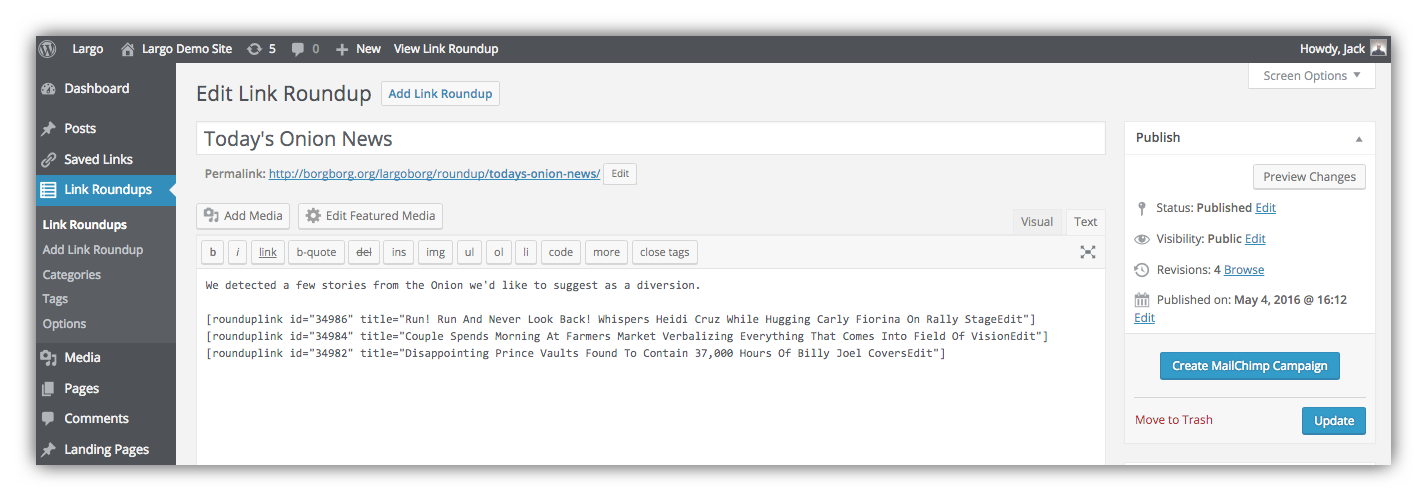 Largo Largo Demo Site 5 0 New View Link Roundup Howdy, Jack
Screen Options
Dashboard
Posts
Saved Links
Link Roundups
Link Roundups
Add Link Roundup
Categories
Tags
Options
Media
Pages
Comments
Landing Pages
Edit Link Roundup Add Link Roundup
Today's Onion News
Permalink: http://borgborg.org/largoborg/roundup/todays-onion-news/ Edit
Add Media Edit Featured Media
Visual Text
b i link b-quote del ins img ul ol li code more close tags
We detected a few stories from the Onion we'd like to suggest as a diversion.
[rounduplink id="34986" title="Run! Run And Never Look Back! Whispers Heidi Cruz While Hugging Carly Fiorina On Rally StageEdit"]
[rounduplink id="34984" title="Couple Spends Morning At Farmers Market Verbalizing Everything That Comes Into Field Of VisionEdit"]
[rounduplink id="34982" title="Disappointing Prince Vaults Found To Contain 37,000 Hours Of Billy Joel CoversEdit"]
Publish
Preview Changes
Status: Published Edit
Visibility: Public Edit
Revisions: 4 Browse
Published on: May 4, 2016 @ 16:12
Edit
Create MailChimp Campaign
Move to Trash Update